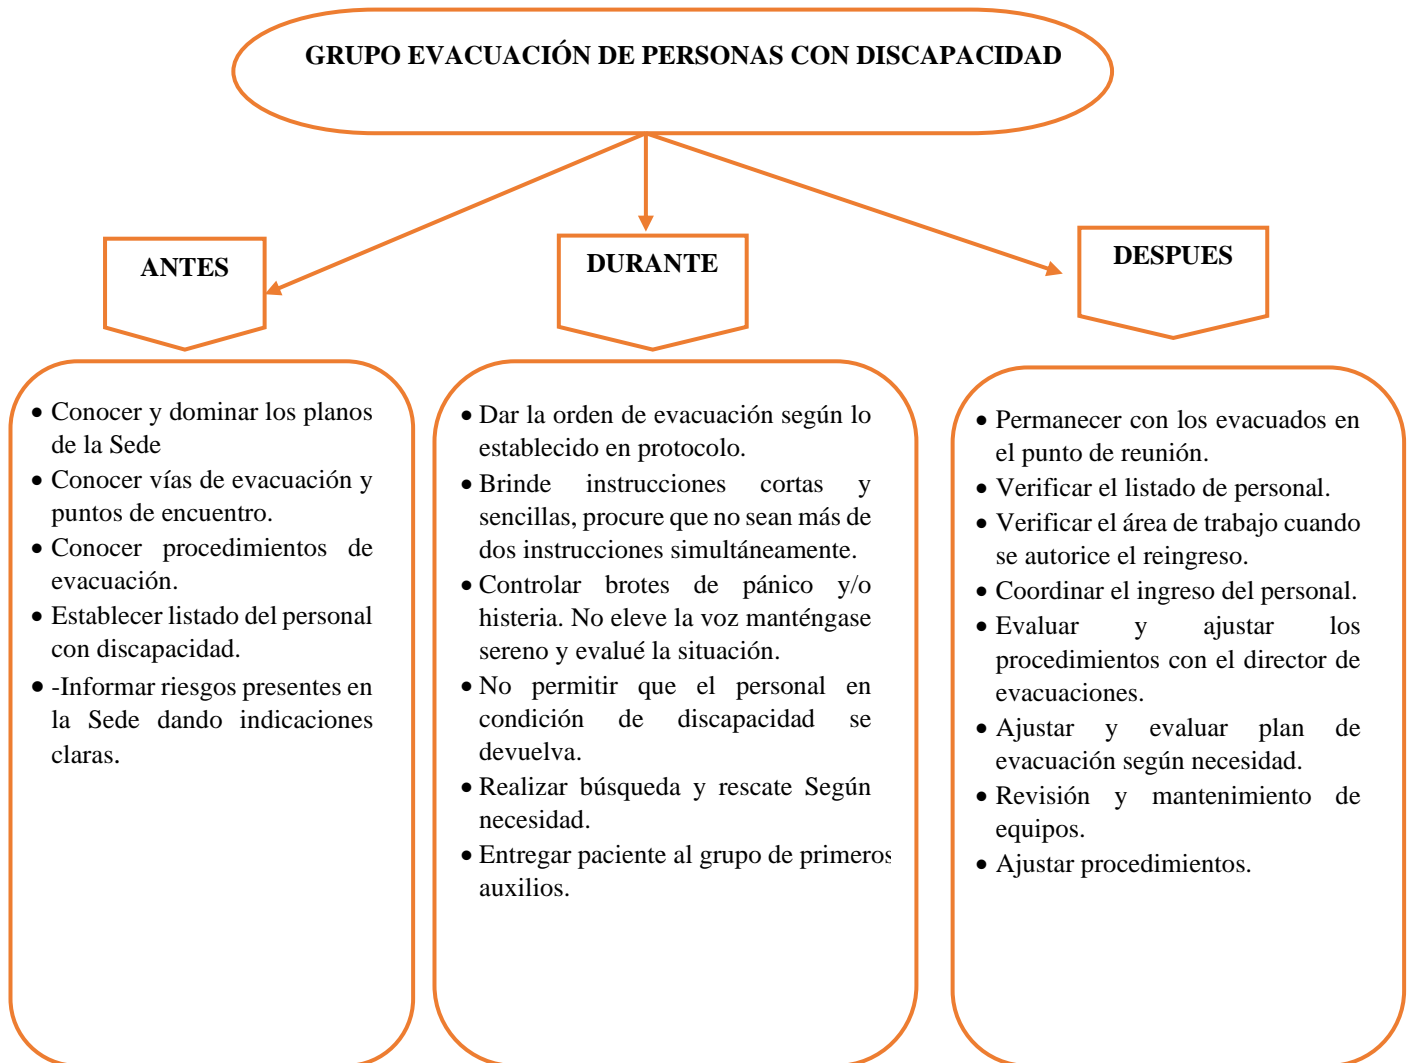 GRUPO EVACUACIÓN DE PERSONAS CON DISCAPACIDAD
ANTES
• Conocer y dominar los planos
de la Sede
• Conocer vías de evacuación y
puntos de encuentro.
• Conocer procedimientos de
evacuación.
• Establecer listado del personal
con discapacidad.
• -Informar riesgos presentes en
la Sede dando indicaciones
claras.
DURANTE
• Dar la orden de evacuación según lo
establecido en protocolo.
• Brinde instrucciones cortas y
sencillas, procure que no sean más de
dos instrucciones simultáneamente.
• Controlar brotes de pánico y/o
histeria. No eleve la voz manténgase
sereno y evalué la situación.
• No permitir que el personal en
condición de discapacidad se
devuelva.
• Realizar búsqueda y rescate Según
necesidad.
• Entregar paciente al grupo de primeros
auxilios.
DESPUES
• Permanecer con los evacuados en
el punto de reunión.
• Verificar el listado de personal.
• Verificar el área de trabajo cuando
se autorice el reingreso.
• Coordinar el ingreso del personal.
• Evaluar y ajustar los
procedimientos con el director de
evacuaciones.
• Ajustar y evaluar plan de
evacuación según necesidad.
• Revisión y mantenimiento de
equipos.
• Ajustar procedimientos.